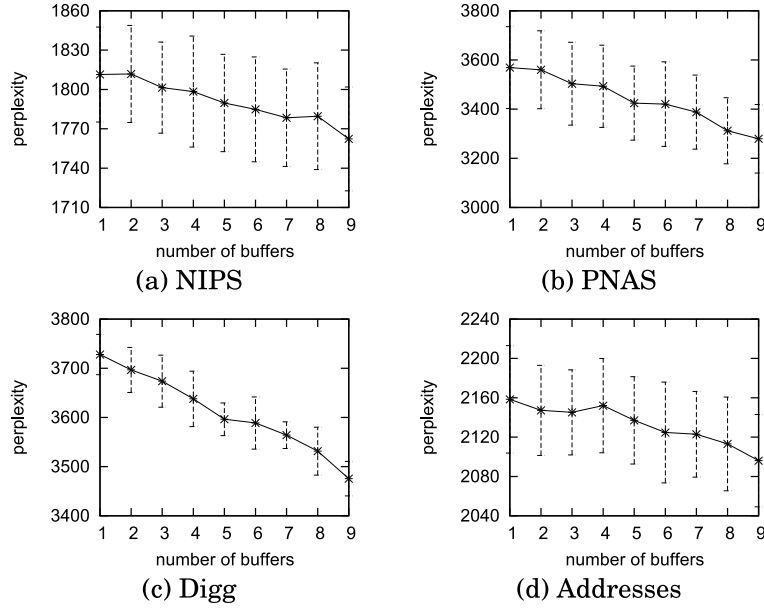 1860
1830
1800
1770
1740
1710
perplexity
1 2 3 4 5 6 7 8 9
number of buffers
(a) NIPS
3800
3600
3400
3200
3000
perplexity
1 2 3 4 5 6 7 8 9
number of buffers
(b) PNAS
3800
3700
3600
3500
3400
perplexity
1 2 3 4 5 6 7 8 9
number of buffers
(c) Digg
2240
2200
2160
2120
2080
2040
perplexity
1 2 3 4 5 6 7 8 9
number of buffers
(d) Addresses